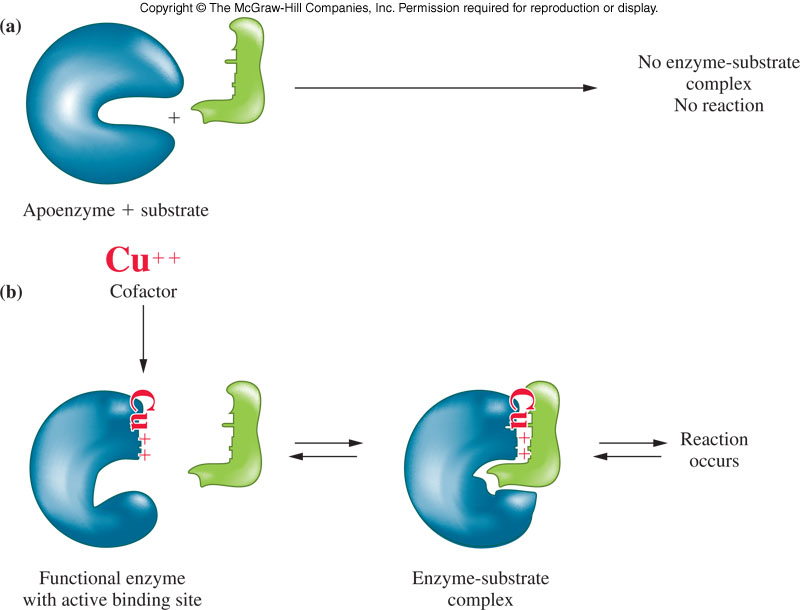 Copyright © The McGraw-Hill Companies, Inc. Permission required for reproduction or display.
(a)
+
No enzyme-substrate
complex
No reaction
Apoenzyme + substrate
Cu++
Cofactor
(b)
Cu++
Cu++
Reaction
occurs
Functional enzyme
with active binding site
Enzyme-substrate
complex